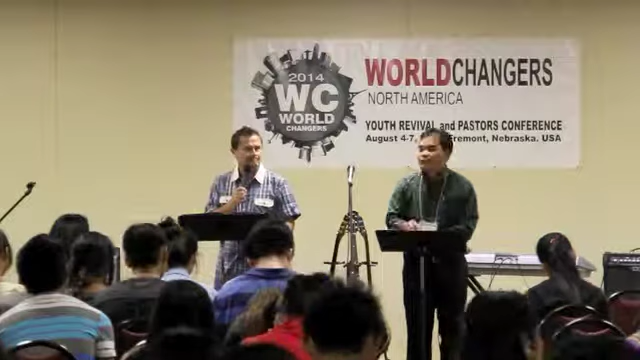 2014
WC
WORLD
CHANGERS
WORLDCHANGERS
NORTH AMERICA
YOUTH REVIVAL and PASTORS CONFERENCE
August 4-7, Fremont, Nebraska. USA